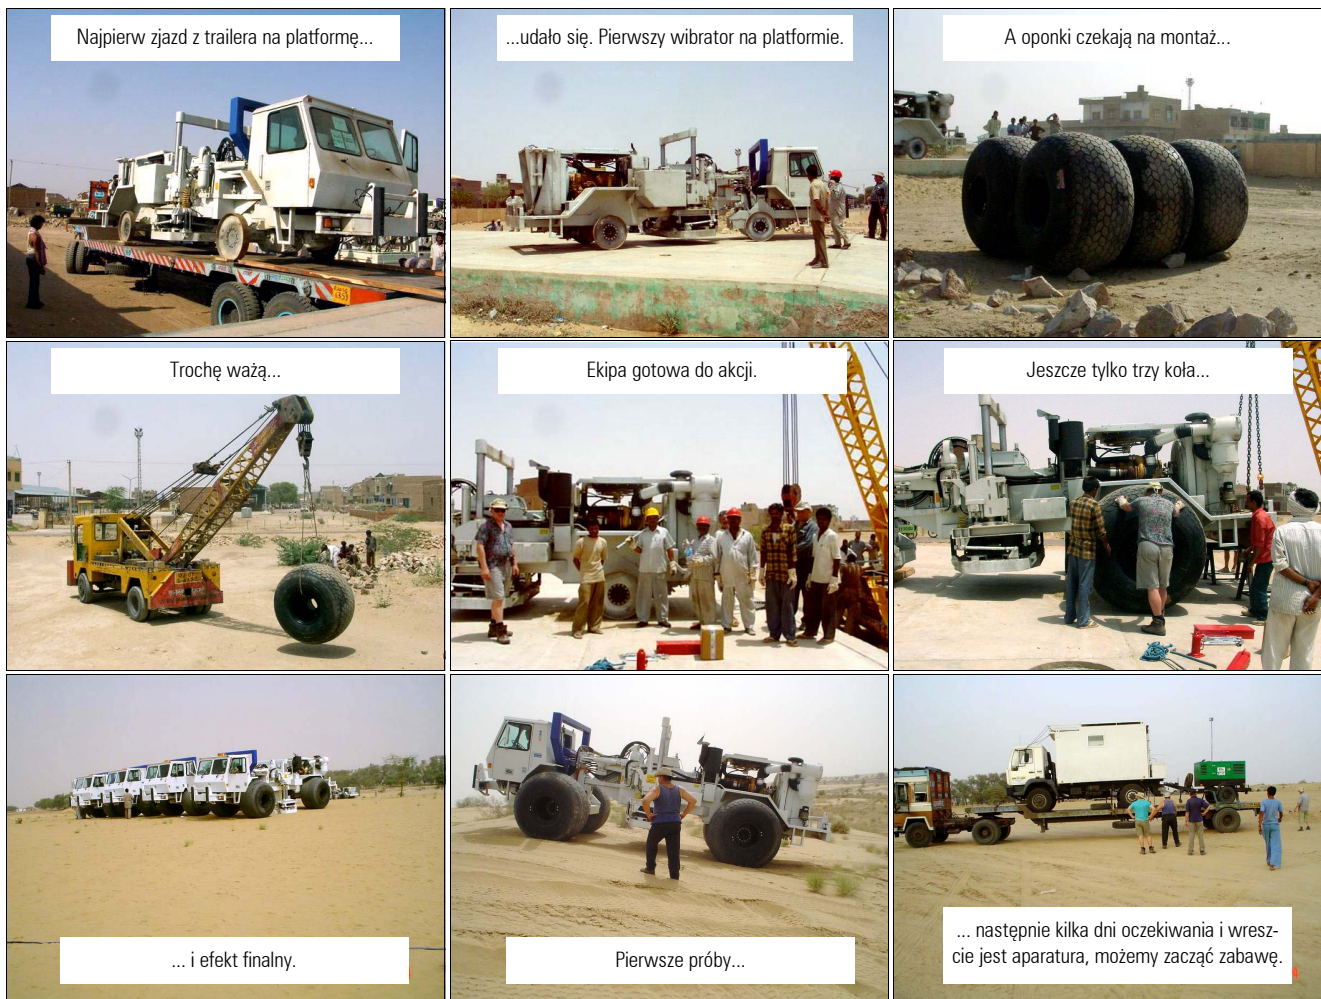 Najpierw zjazd z trailera na platformę...
...udało się. Pierwszy wibrator na platformie.
A oponki czekają na montaż...
Trochę ważą...
Ekipa gotowa do akcji.
Jeszcze tylko trzy koła...
... i efekt finalny.
Pierwsze próby...
... następnie kilka dni oczekiwania i wresz-
cie jest aparatura, możemy zacząć zabawę.